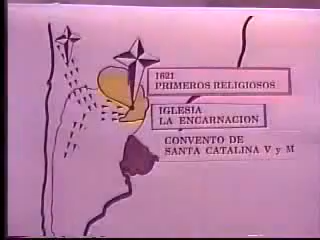 1621
PRIMEROS RELIGIOSOS
IGLESIA
LA ENCARNACION
CONVENTO DE
SANTA CATALINA V y M